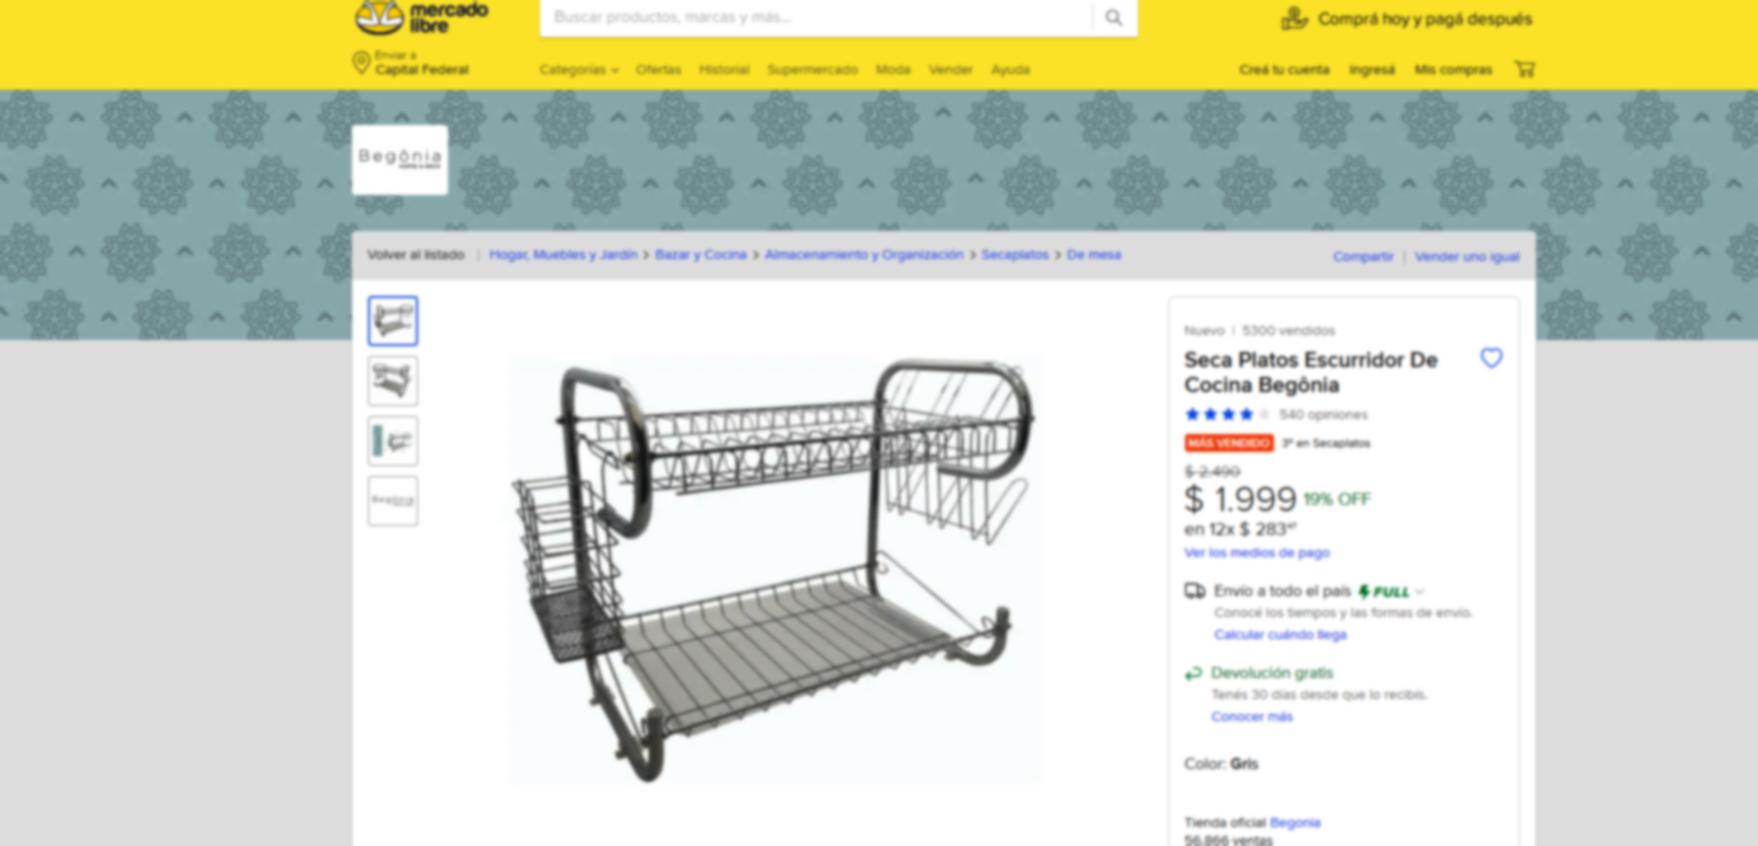 mercado
libre
Buscar productos, marcas y más...
Comprá hoy y pagá después
Enviar a
Capital Federal
Categorías Ofertas Historial Supermercado Moda Vender Ayuda
Creá tu cuenta Ingresá Mis compras
Begônia
Volver al listado | Hogar, Muebles y Jardín > Bazar y Cocina > Almacenamiento y Organización > Secaplatos > De mesa
Compartir | Vender uno igual
Nuevo | 5300 vendidos
Seca Platos Escurridor De
Cocina Begônia
540 opiniones
MÁS VENDIDO 3º en Secaplatos
$ 2.490
$ 1.999 19% OFF
en 12x $ 283⁴⁷
Ver los medios de pago
Envío a todo el país FULL
Conocé los tiempos y las formas de envío.
Calcular cuándo llega
Devolución gratis
Tenés 30 días desde que lo recibís.
Conocer más
Color: Gris
Tienda oficial Begonia
56.866 ventas